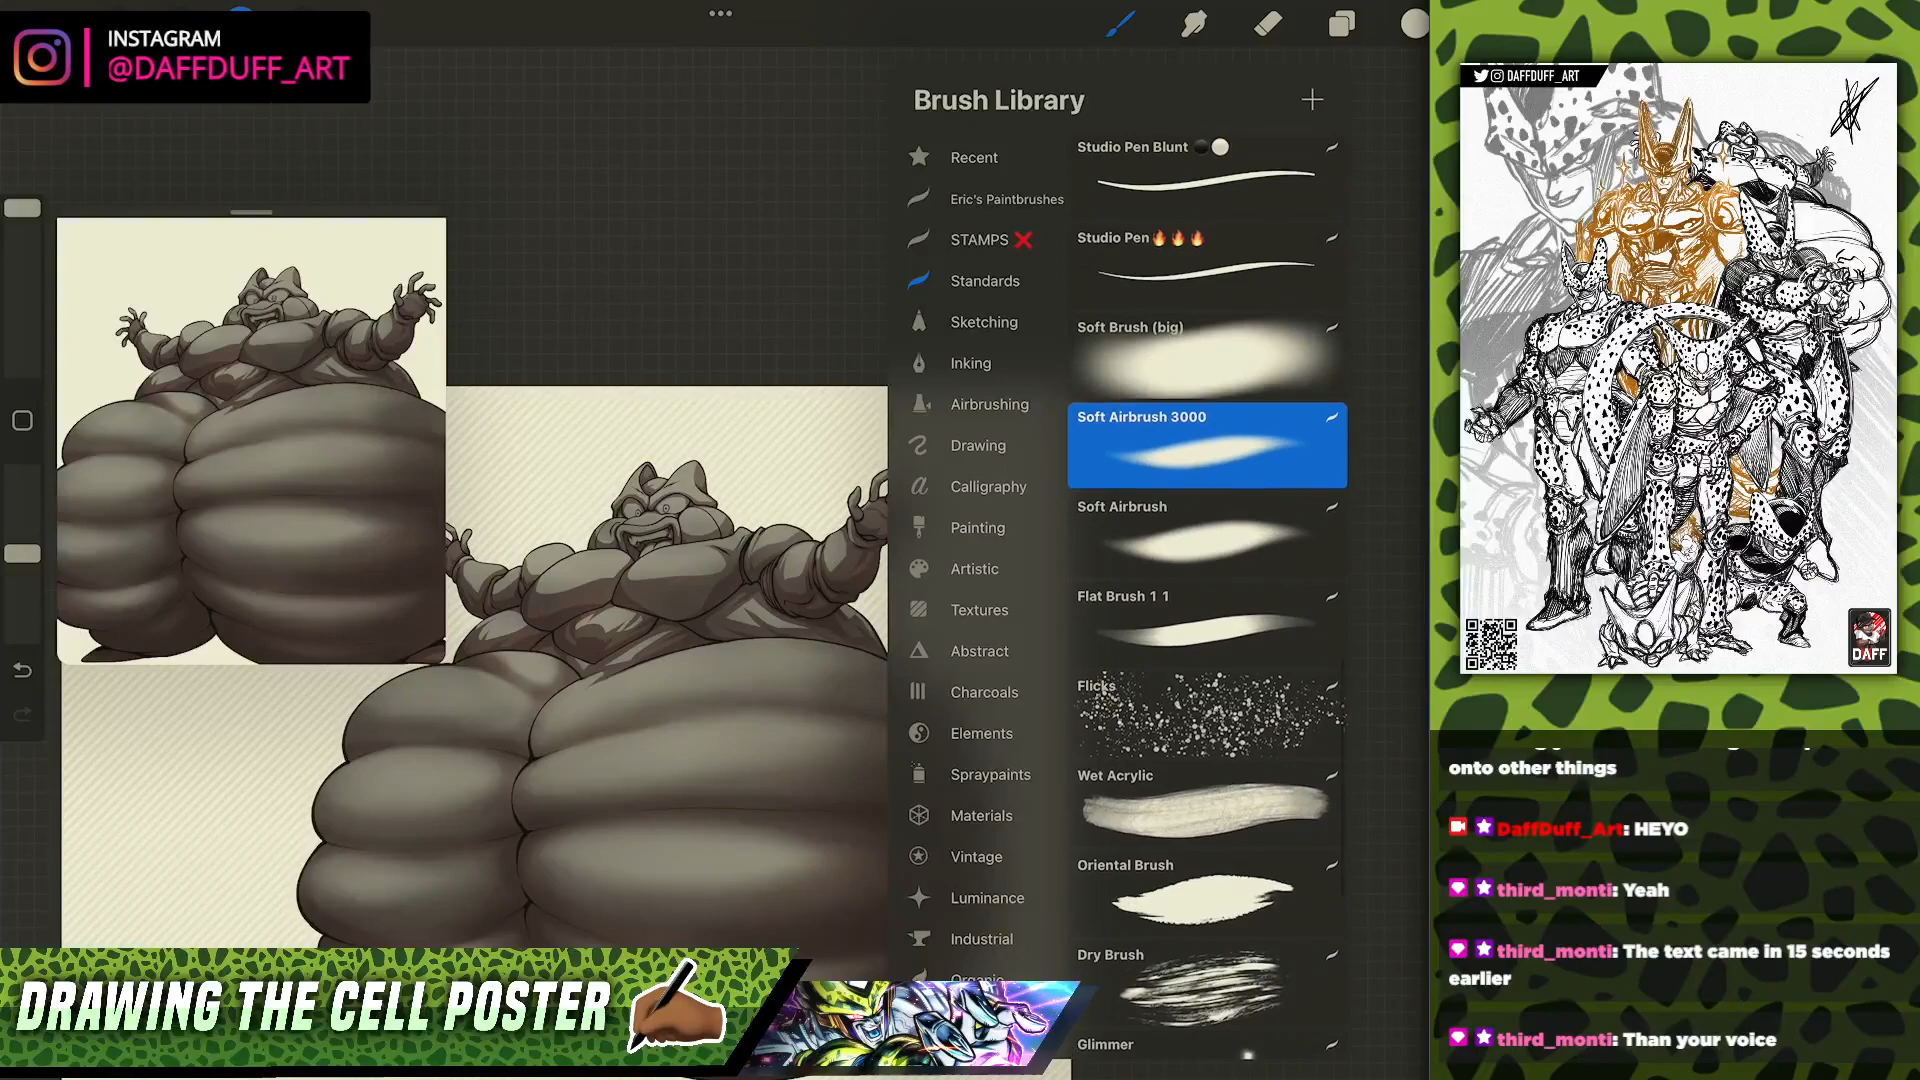 INSTAGRAM
@DAFFDUFF_ART
Brush Library
Recent
Eric's Paintbrushes
STAMPS
Standards
Sketching
Inking
Airbrushing
Drawing
Calligraphy
Painting
Artistic
Textures
Abstract
Charcoals
Elements
Spraypaints
Materials
Vintage
Luminance
Industrial
Organic
Studio Pen Blunt
Studio Pen
Soft Brush (big)
Soft Airbrush 3000
Soft Airbrush
Flat Brush 1 1
Flicks
Wet Acrylic
Oriental Brush
Dry Brush
Glimmer
DAFFDUFF_ART
DAFF
onto other things
DaffDuff_Art: HEYO
third_monti: Yeah
third_monti: The text came in 15 seconds
earlier
third_monti: Than your voice
DRAWING THE CELL POSTER